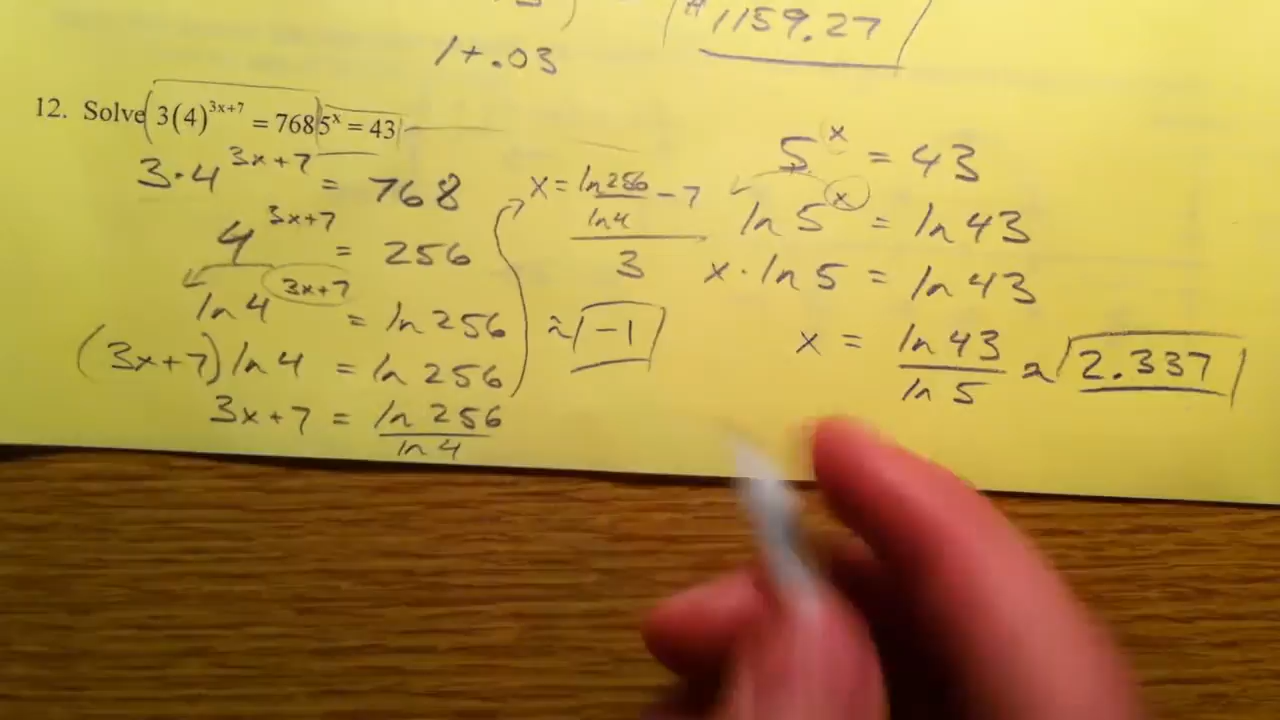 1159.27
1+.03
12. Solve 3(4)^{3x+7} = 768 5^x = 43
3·4^{3x+7} = 768
4^{3x+7} = 256
ln 4^{3x+7} = ln 256
(3x+7) ln 4 = ln 256
3x+7 = ln 256 / ln 4
x = (ln 256 / ln 4 - 7) / 3
≈ -1
5^x = 43
ln 5^x = ln 43
x · ln 5 = ln 43
x = ln 43 / ln 5 ≈ 2.337